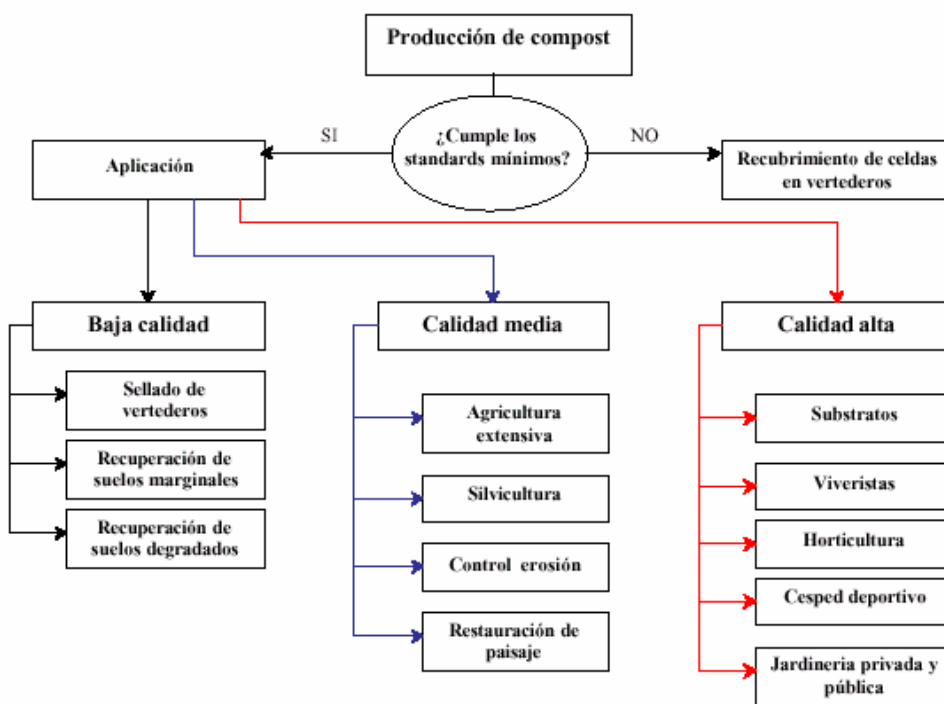 Producción de compost
¿Cumple los
standards mínimos?
SI
NO
Aplicación
Recubrimiento de celdas
en vertederos
Baja calidad
Calidad media
Calidad alta
Sellado de
vertederos
Recuperación de
suelos marginales
Recuperación de
suelos degradados
Agricultura
extensiva
Silvicultura
Control erosión
Restauración de
paisaje
Substratos
Viveristas
Horticultura
Cesped deportivo
Jardineria privada y
pública